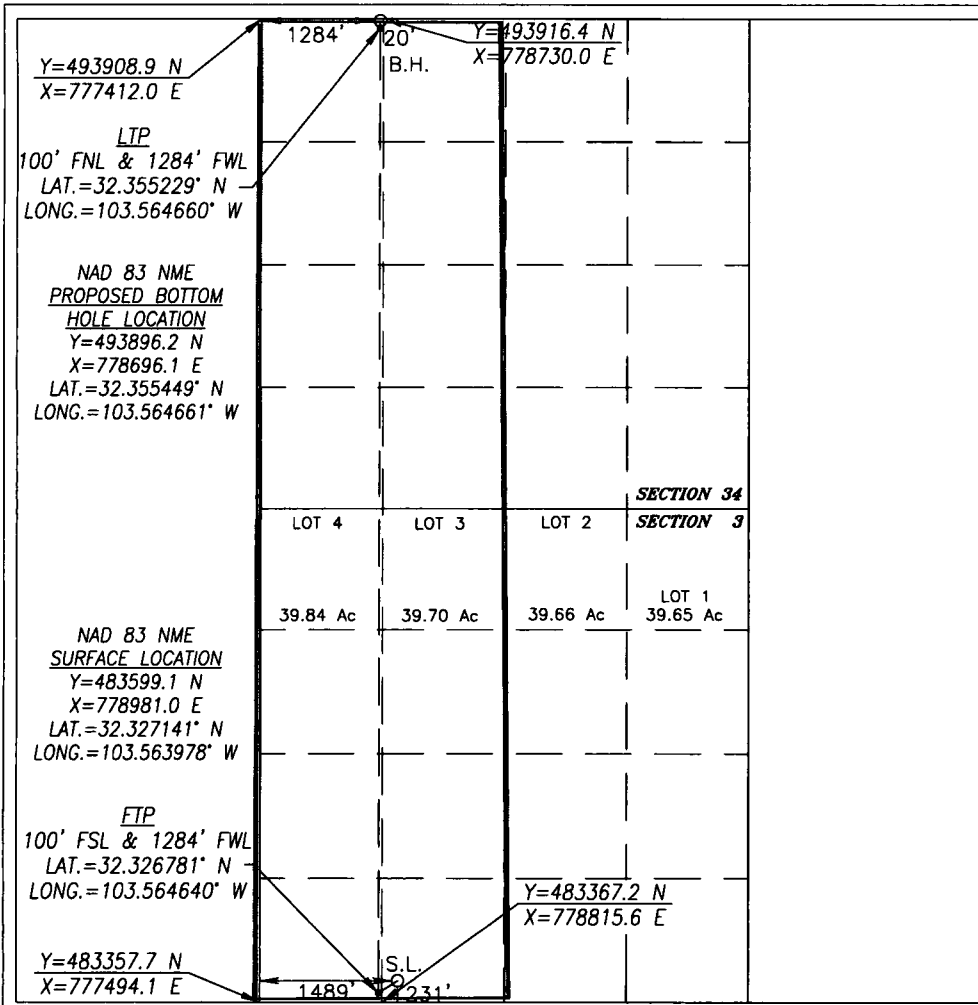 1284'
20'
Y=493916.4 N
X=778730.0 E
B.H.
Y=493908.9 N
X=777412.0 E
LTP
100' FNL & 1284' FWL
LAT.=32.355229° N
LONG.=103.564660° W
NAD 83 NME
PROPOSED BOTTOM
HOLE LOCATION
Y=493896.2 N
X=778696.1 E
LAT.=32.355449° N
LONG.=103.564661° W
SECTION 34
LOT 4 LOT 3 LOT 2 SECTION 3
LOT 1
39.84 Ac 39.70 Ac 39.66 Ac 39.65 Ac
NAD 83 NME
SURFACE LOCATION
Y=483599.1 N
X=778981.0 E
LAT.=32.327141° N
LONG.=103.563978° W
FTP
100' FSL & 1284' FWL
LAT.=32.326781° N
LONG.=103.564640° W
Y=483367.2 N
X=778815.6 E
S.L.
Y=483357.7 N
X=777494.1 E
1489'
231'